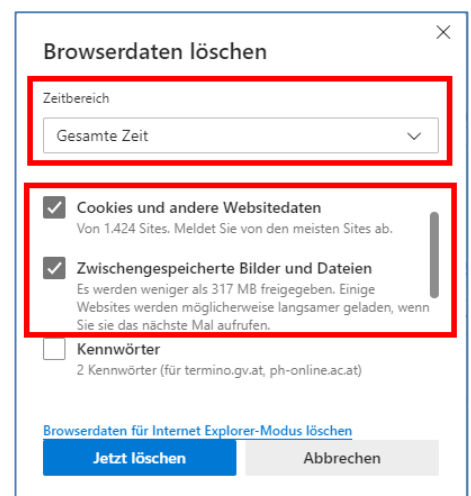 Browserdaten löschen
Zeitbereich
Gesamte Zeit
Cookies und andere Websitedaten
Von 1.424 Sites. Meldet Sie von den meisten Sites ab.
Zwischengespeicherte Bilder und Dateien
Es werden weniger als 317 MB freigegeben. Einige
Websites werden möglicherweise langsamer geladen, wenn
Sie sie das nächste Mal aufrufen.
Kennwörter
2 Kennwörter (für termino.gv.at, ph-online.ac.at)
Browserdaten für Internet Explorer-Modus löschen
Jetzt löschen
Abbrechen